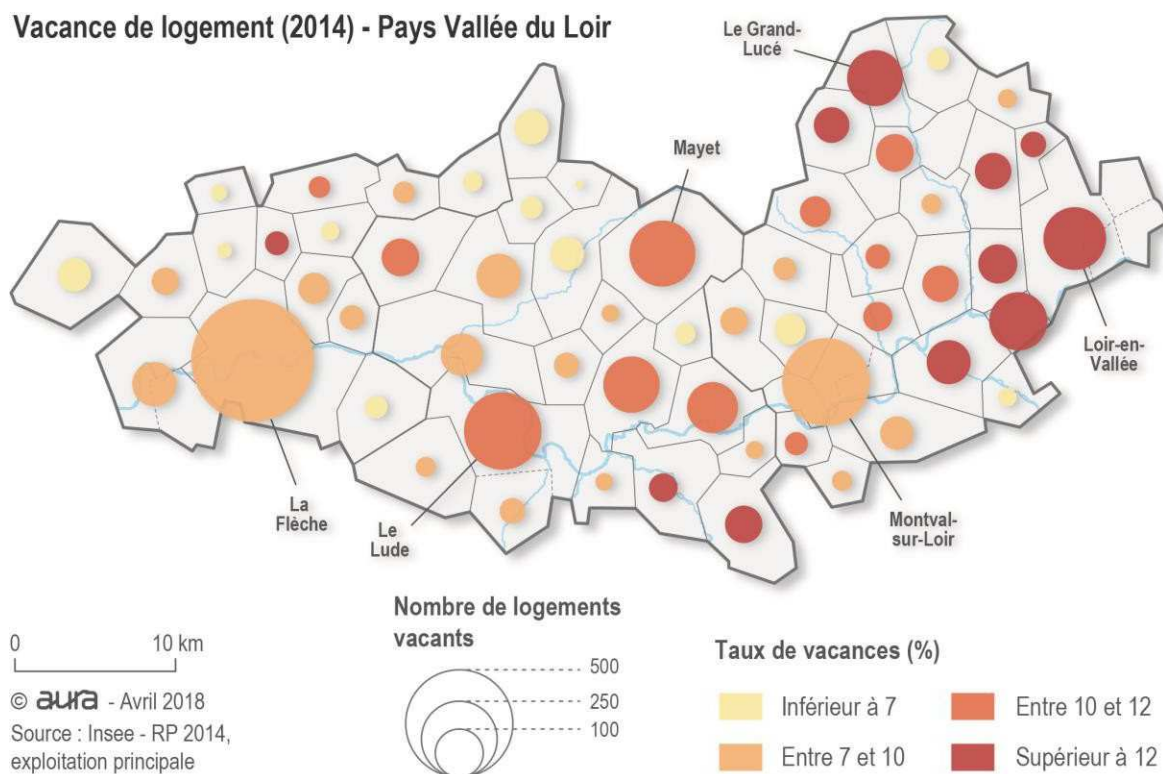 Vacance de logement (2014) - Pays Vallée du Loir
Le Grand-
Lucé
Mayet
Loir-en-
Vallée
La
Flèche
Le
Lude
Montval-
sur-Loir
0 10 km
© aura - Avril 2018
Source : Insee - RP 2014,
exploitation principale
Nombre de logements
vacants
500
250
100
Taux de vacances (%)
Inférieur à 7
Entre 7 et 10
Entre 10 et 12
Supérieur à 12